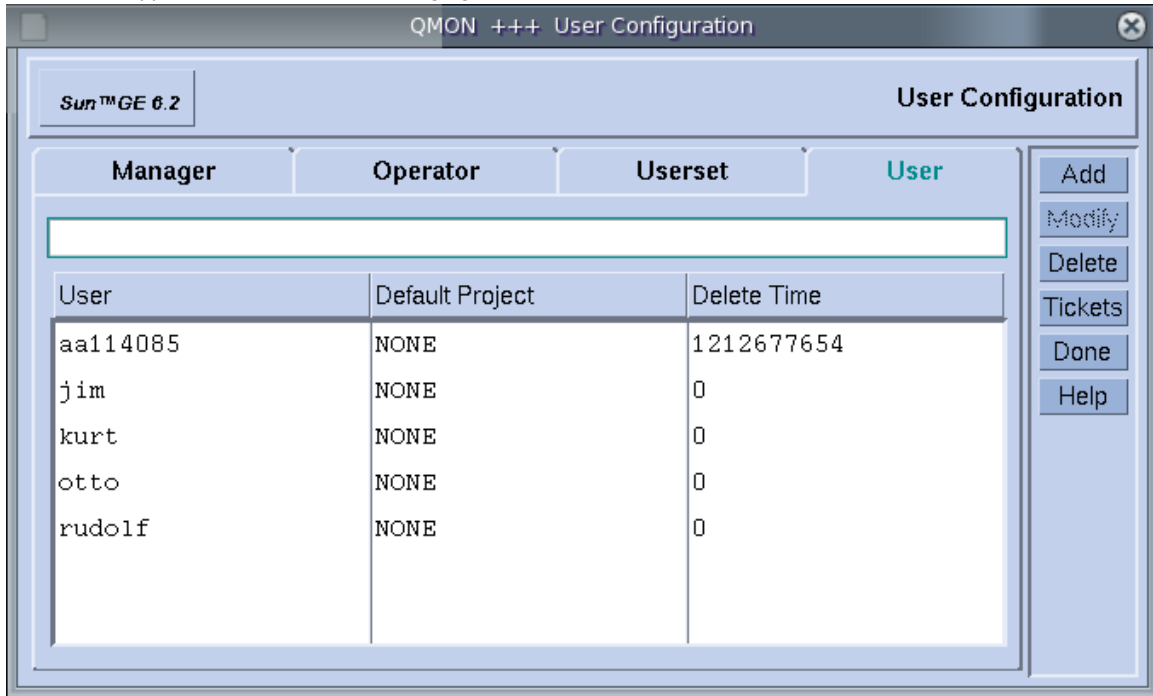 QMON +++ User Configuration
Sun™GE 6.2
User Configuration
Manager Operator Userset User
Add
Modify
Delete
Tickets
Done
Help
User Default Project Delete Time
aa114085 NONE 1212677654
jim NONE 0
kurt NONE 0
otto NONE 0
rudolf NONE 0